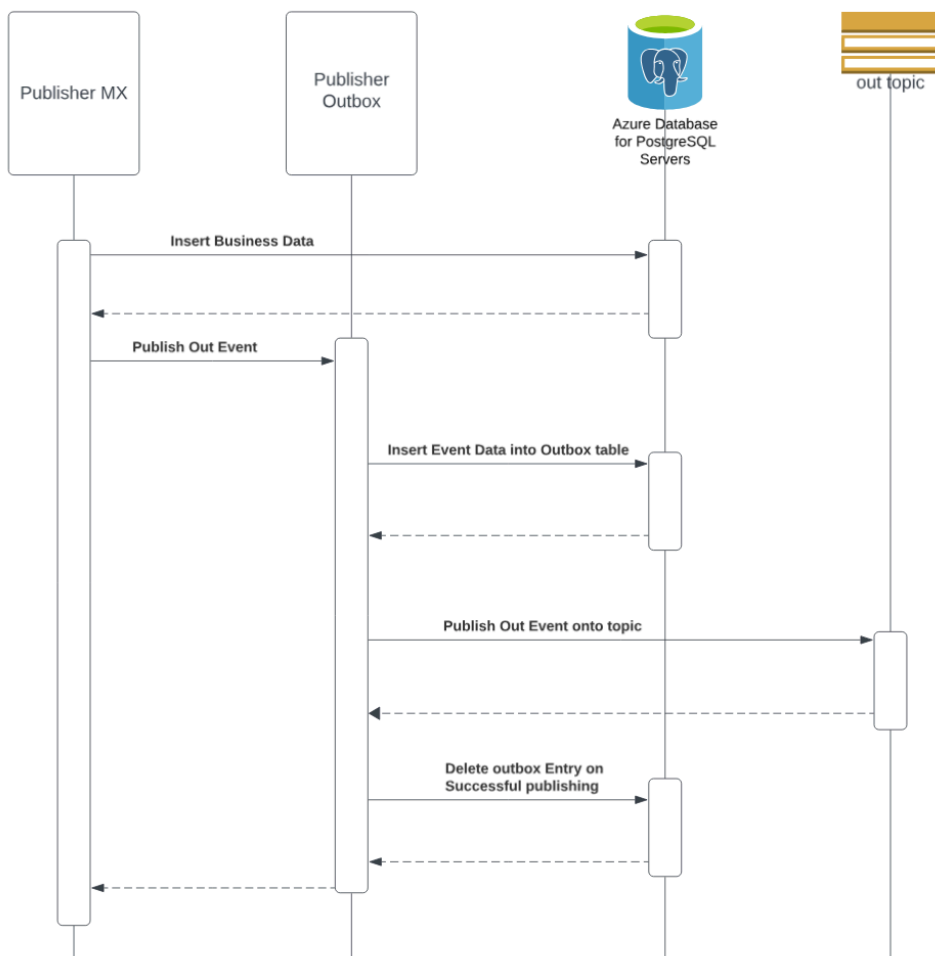 Publisher MX
Publisher
Outbox
Azure Database
for PostgreSQL
Servers
out topic
Insert Business Data
Publish Out Event
Insert Event Data into Outbox table
Publish Out Event onto topic
Delete outbox Entry on
Successful publishing